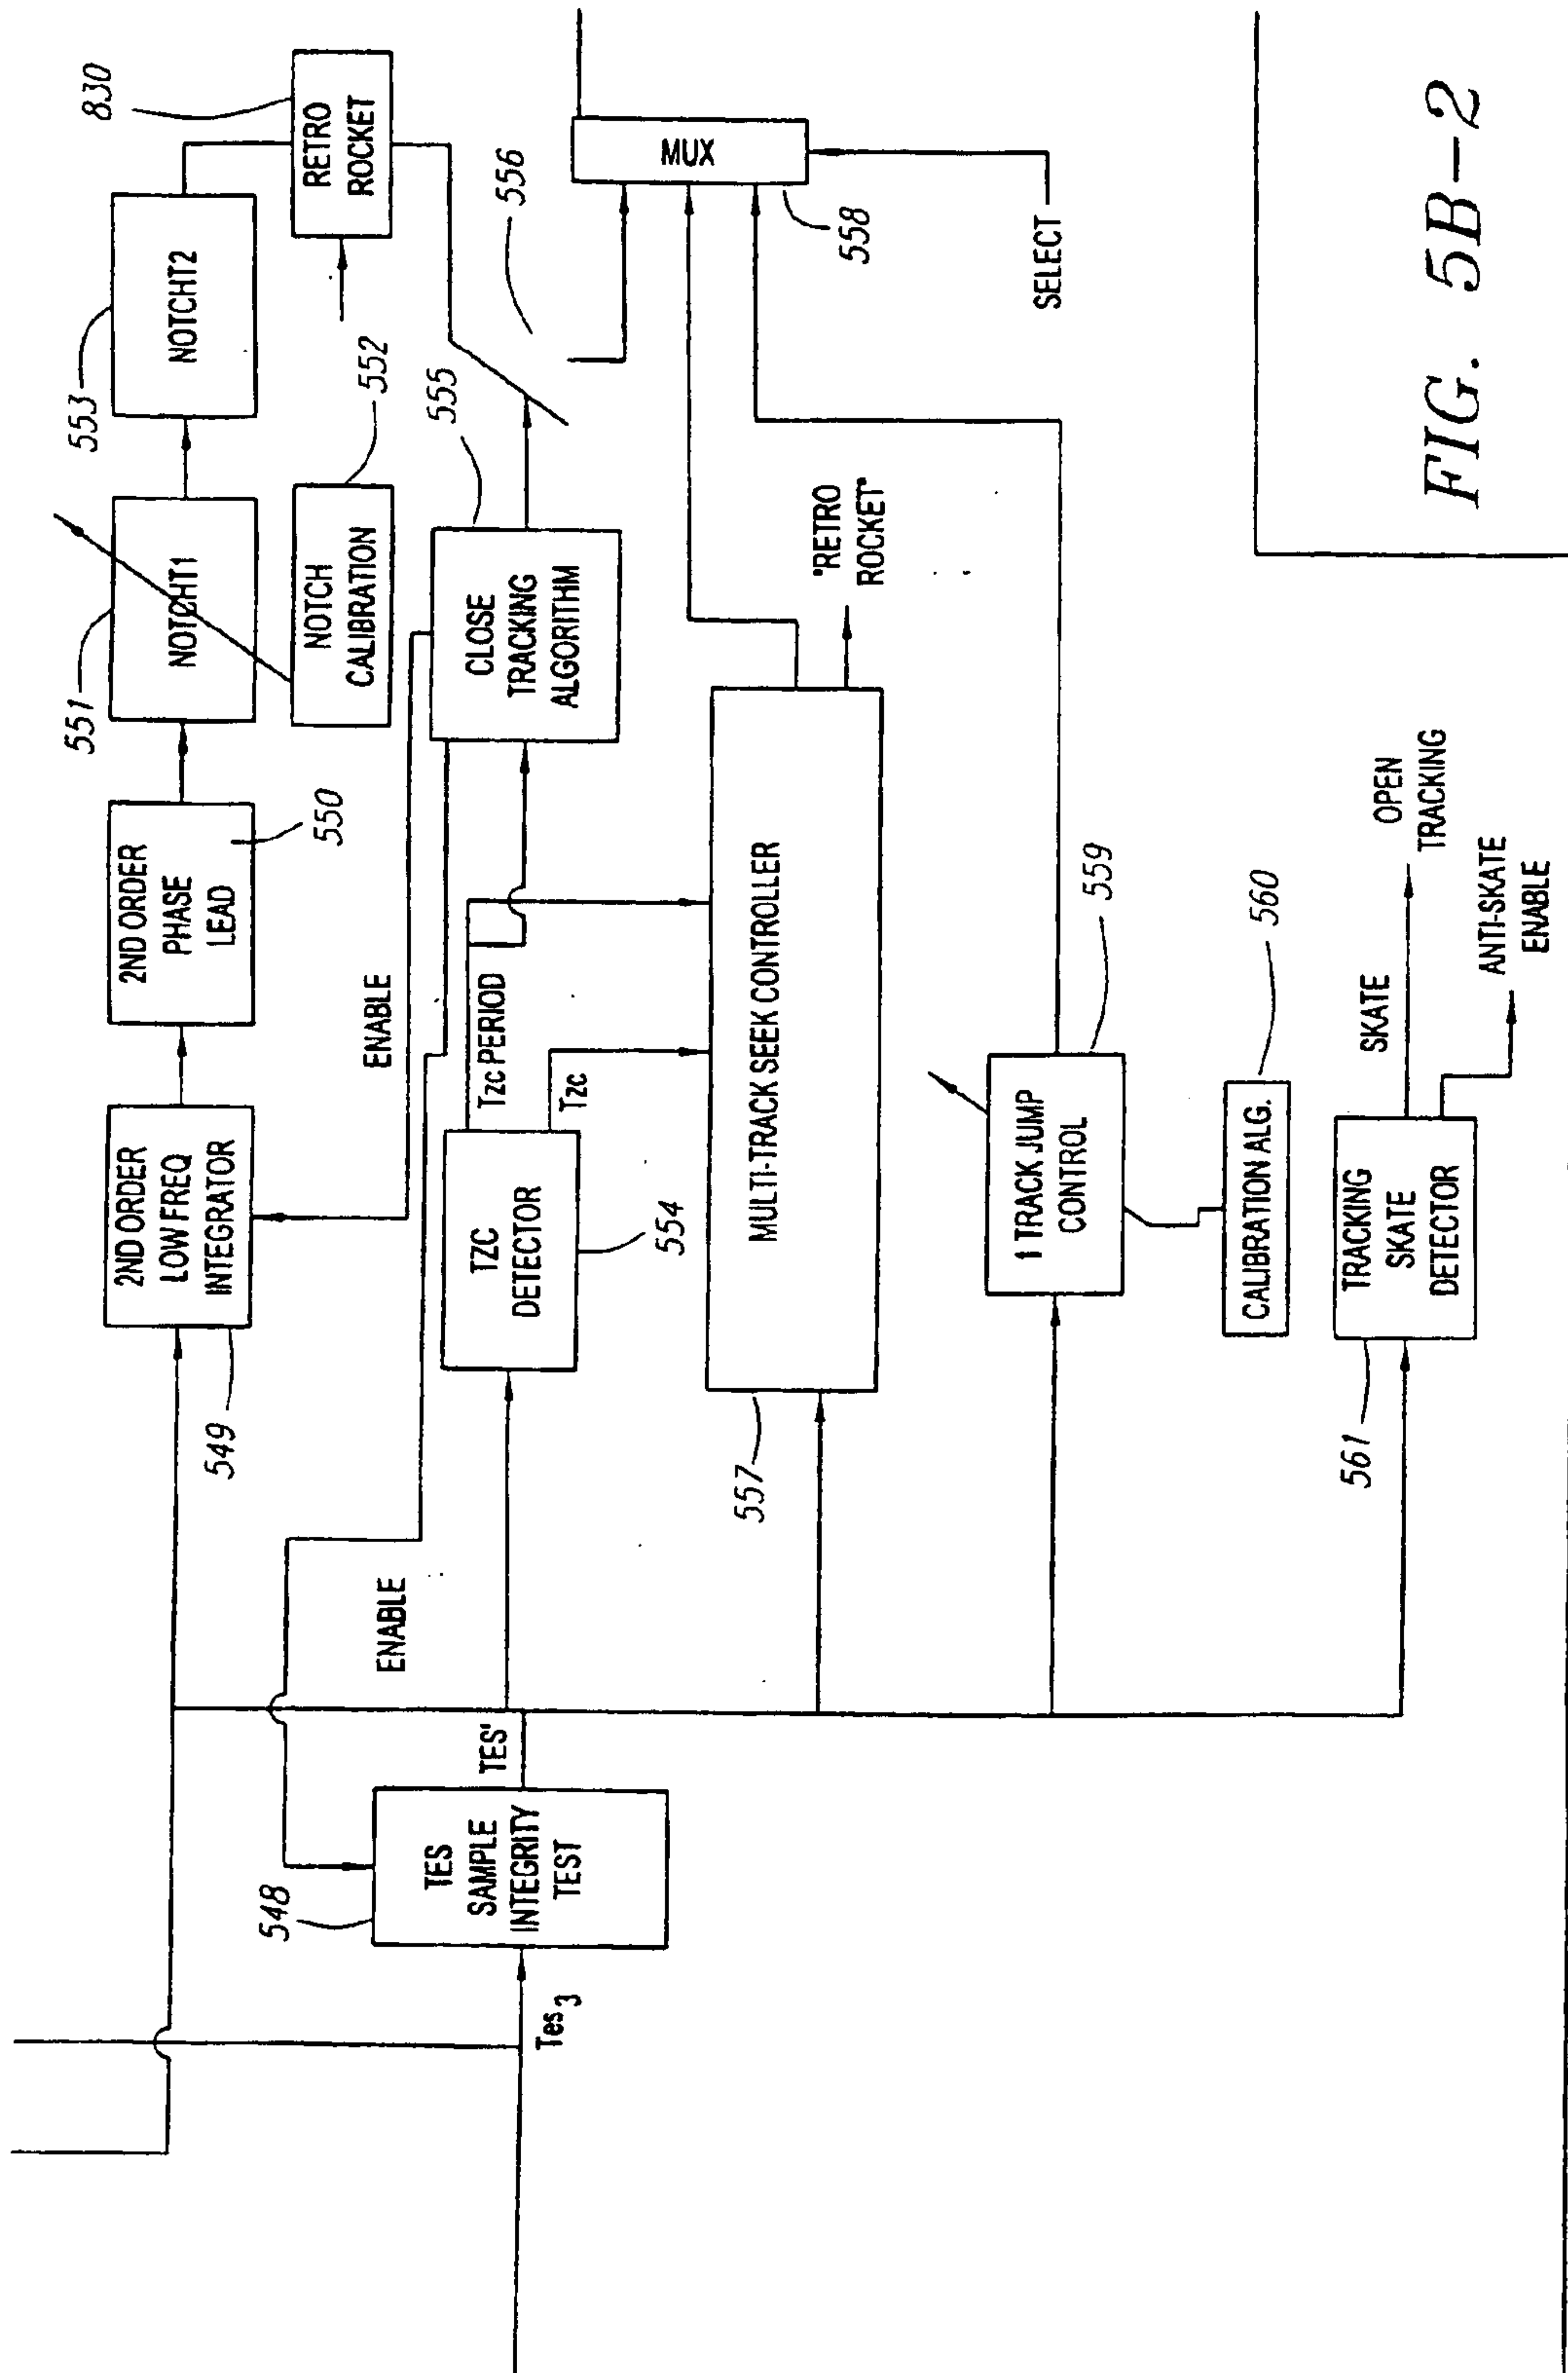 830
553
NOTCHT2
RETRO
ROCKET
551
NOTCHT1
552
NOTCH
CALIBRATION
555
556
MUX
558
SELECT
2ND ORDER
PHASE
LEAD
550
CLOSE
TRACKING
ALGORITHM
"RETRO
ROCKET"
2ND ORDER
LOW FREQ
INTEGRATOR
549
ENABLE
TZC PERIOD
TZC
TZC
DETECTOR
554
MULTI-TRACK SEEK CONTROLLER
557
1 TRACK JUMP
CONTROL
559
CALIBRATION ALG.
560
TRACKING
SKATE
DETECTOR
561
SKATE
OPEN
TRACKING
ANTI-SKATE
ENABLE
ENABLE
TES'
TES
SAMPLE
INTEGRITY
TEST
548
Tes3
FIG. 5B-2